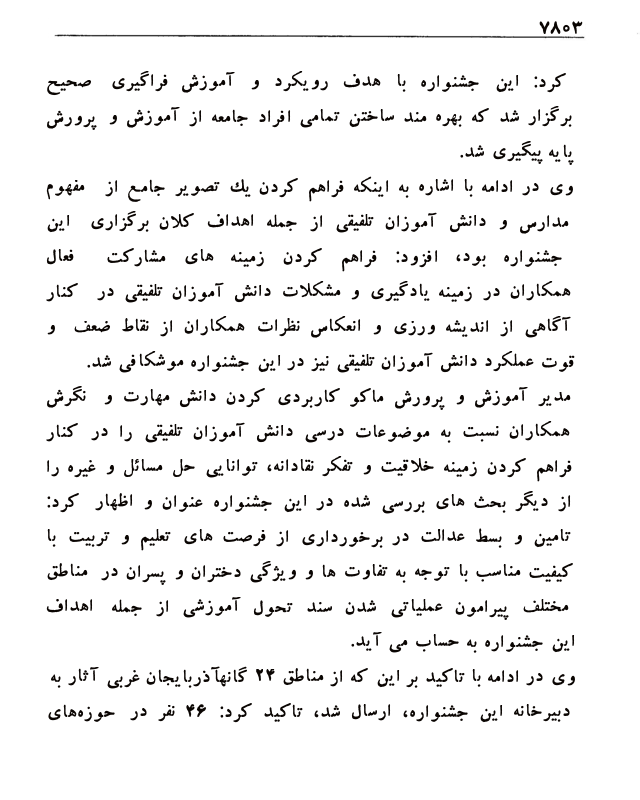 ۷۸۰۳
کرد: این جشنواره با هدف رویکرد و آموزش فراگیری صحیح
برگزار شد که بهره مند ساختن تمامی افراد جامعه از آموزش و پرورش
پایه پیگیری شد.
وی در ادامه با اشاره به اینکه فراهم کردن یك تصویر جامع از مفهوم
مدارس و دانش آموزان تلفیقی از جمله اهداف کلان برگزاری این
جشنواره بود، افزود: فراهم کردن زمینه های مشارکت فعال
همکاران در زمینه یادگیری و مشکلات دانش آموزان تلفیقی در کنار
آگاهی از اندیشه ورزی و انعکاس نظرات همکاران از نقاط ضعف و
قوت عملکرد دانش آموزان تلفیقی نیز در این جشنواره موشکافی شد.
مدیر آموزش و پرورش ماکو کاربردی کردن دانش مهارت و نگرش
همکاران نسبت به موضوعات درسی دانش آموزان تلفیقی را در کنار
فراهم کردن زمینه خلاقیت و تفکر نقادانه، توانایی حل مسائل و غیره را
از دیگر بحث های بررسی شده در این جشنواره عنوان و اظهار کرد:
تامین و بسط عدالت در برخورداری از فرصت های تعلیم و تربیت با
کیفیت مناسب با توجه به تفاوت ها و ویژگی دختران و پسران در مناطق
مختلف پیرامون عملیاتی شدن سند تحول آموزشی از جمله اهداف
این جشنواره به حساب می آید.
وی در ادامه با تاکید بر این که از مناطق ۲۴ گانهآذربایجان غربی آثار به
دبیرخانه این جشنواره، ارسال شد، تاکید کرد: ۴۶ نفر در حوزه‌های